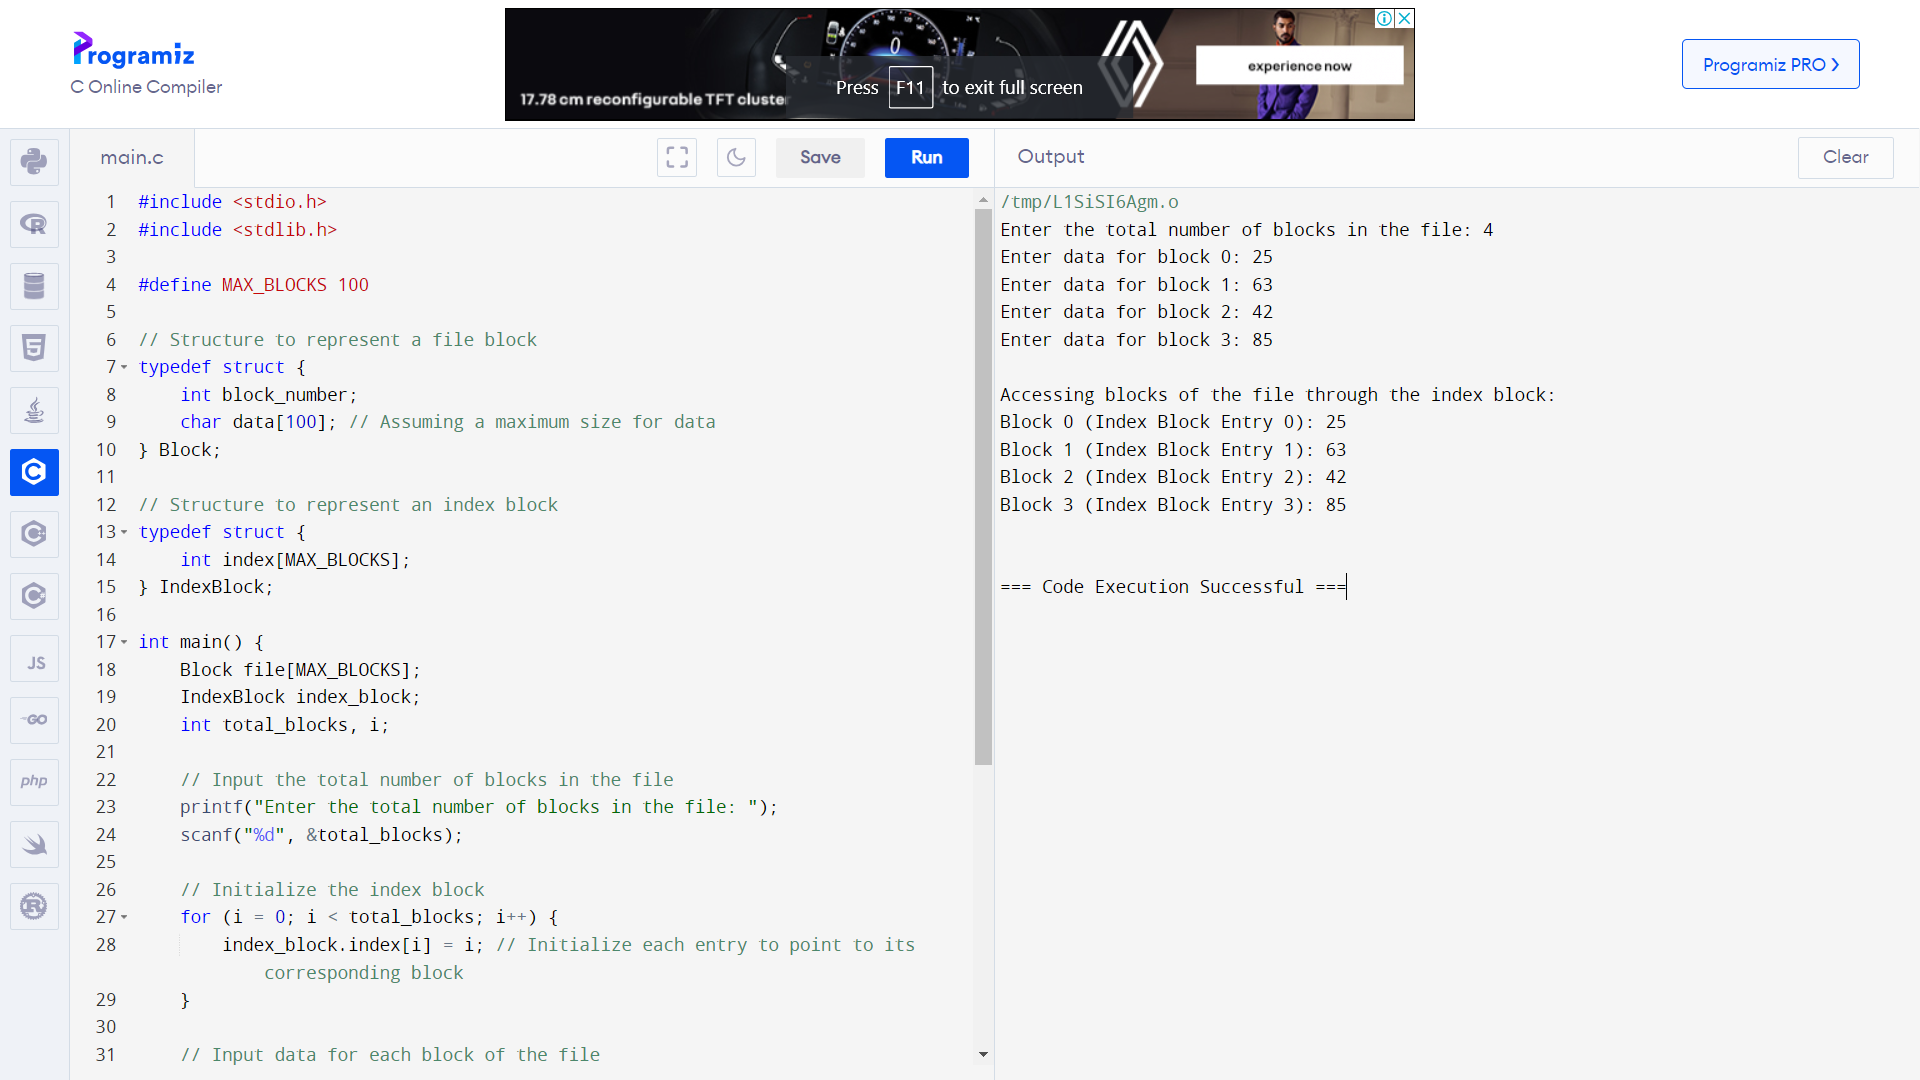 Programiz
C Online Compiler
17.78 cm reconfigurable TFT cluster
0
Press F11 to exit full screen
experience now
Programiz PRO >
main.c
Save
Run
Output
Clear
1 #include <stdio.h>
2 #include <stdlib.h>
3
4 #define MAX_BLOCKS 100
5
6 // Structure to represent a file block
7 typedef struct {
8     int block_number;
9     char data[100]; // Assuming a maximum size for data
10 } Block;
11
12 // Structure to represent an index block
13 typedef struct {
14     int index[MAX_BLOCKS];
15 } IndexBlock;
16
17 int main() {
18     Block file[MAX_BLOCKS];
19     IndexBlock index_block;
20     int total_blocks, i;
21
22     // Input the total number of blocks in the file
23     printf("Enter the total number of blocks in the file: ");
24     scanf("%d", &total_blocks);
25
26     // Initialize the index block
27     for (i = 0; i < total_blocks; i++) {
28         index_block.index[i] = i; // Initialize each entry to point to its
corresponding block
29     }
30
31     // Input data for each block of the file
/tmp/L1SiSI6Agm.o
Enter the total number of blocks in the file: 4
Enter data for block 0: 25
Enter data for block 1: 63
Enter data for block 2: 42
Enter data for block 3: 85
Accessing blocks of the file through the index block:
Block 0 (Index Block Entry 0): 25
Block 1 (Index Block Entry 1): 63
Block 2 (Index Block Entry 2): 42
Block 3 (Index Block Entry 3): 85
=== Code Execution Successful ===
R
5
C
C
C
JS
GO
php
R